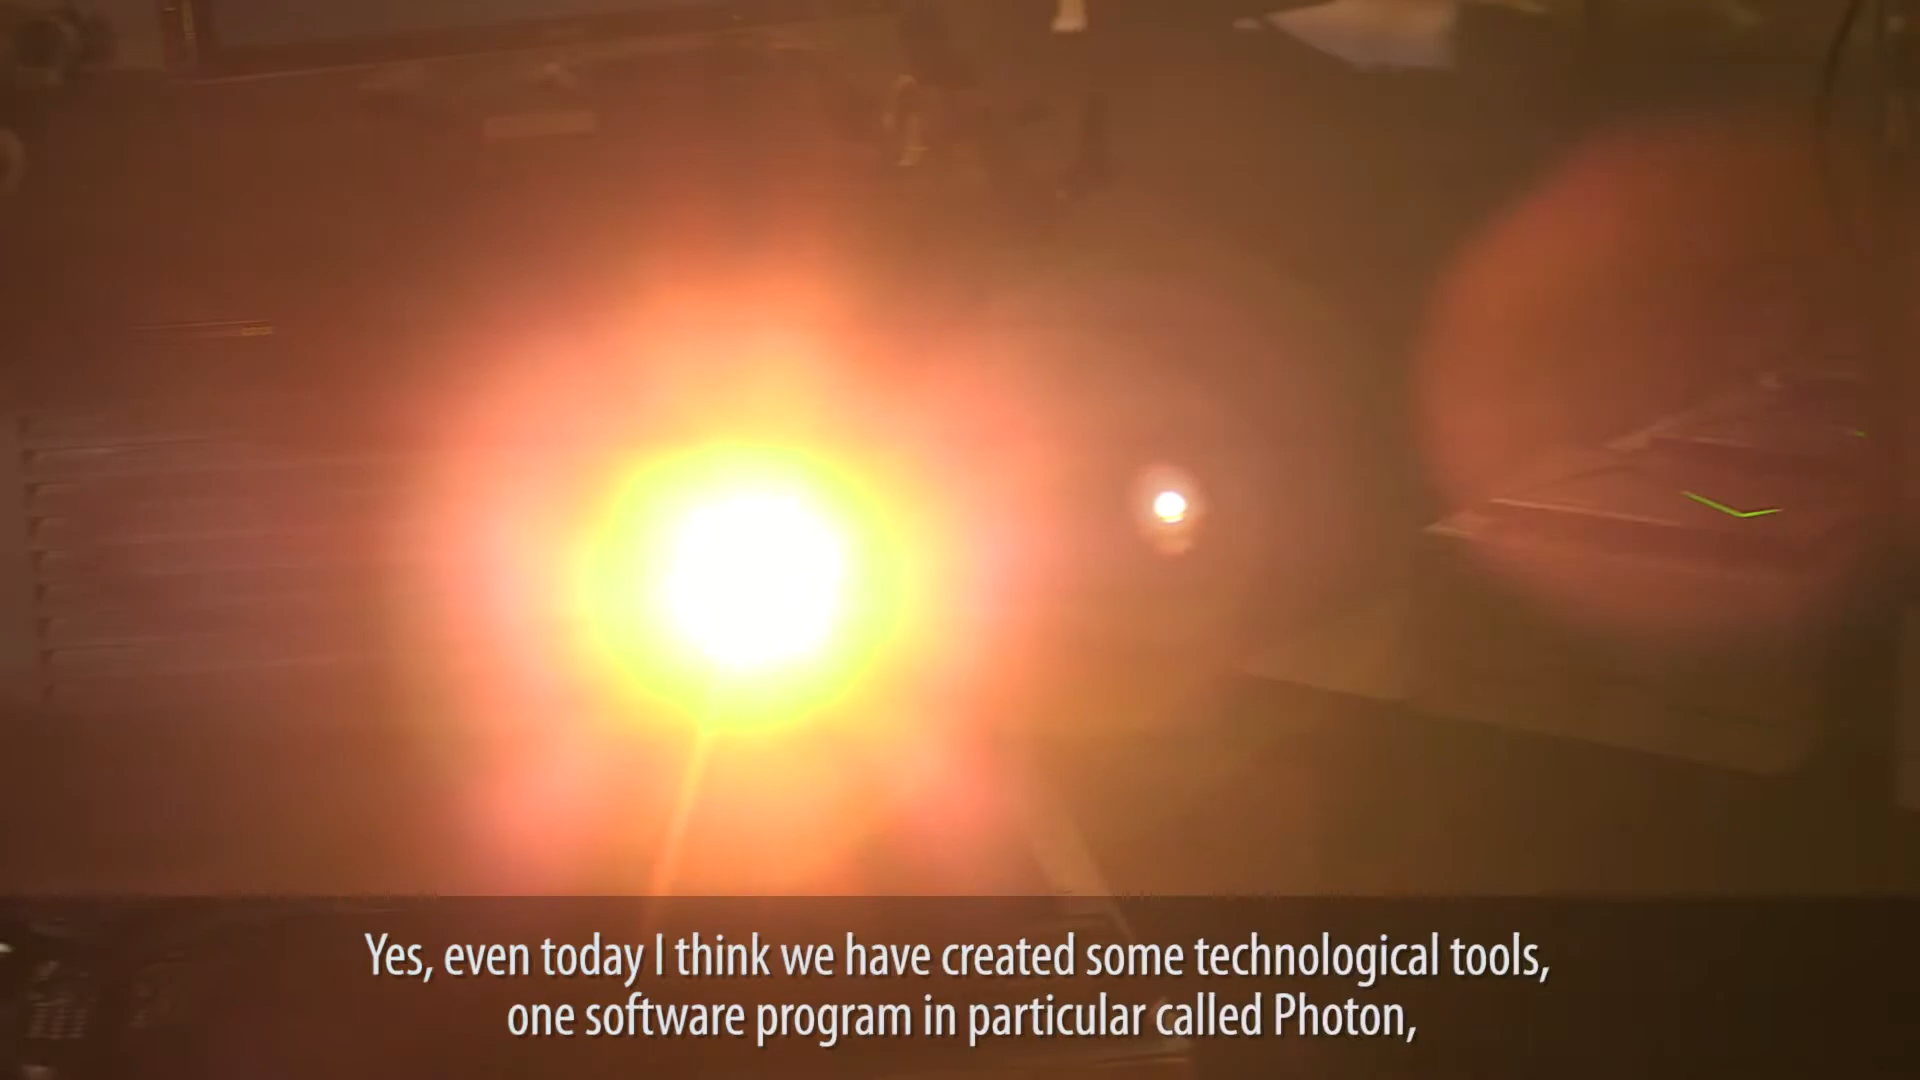 Yes, even today I think we have created some technological tools,
one software program in particular called Photon,